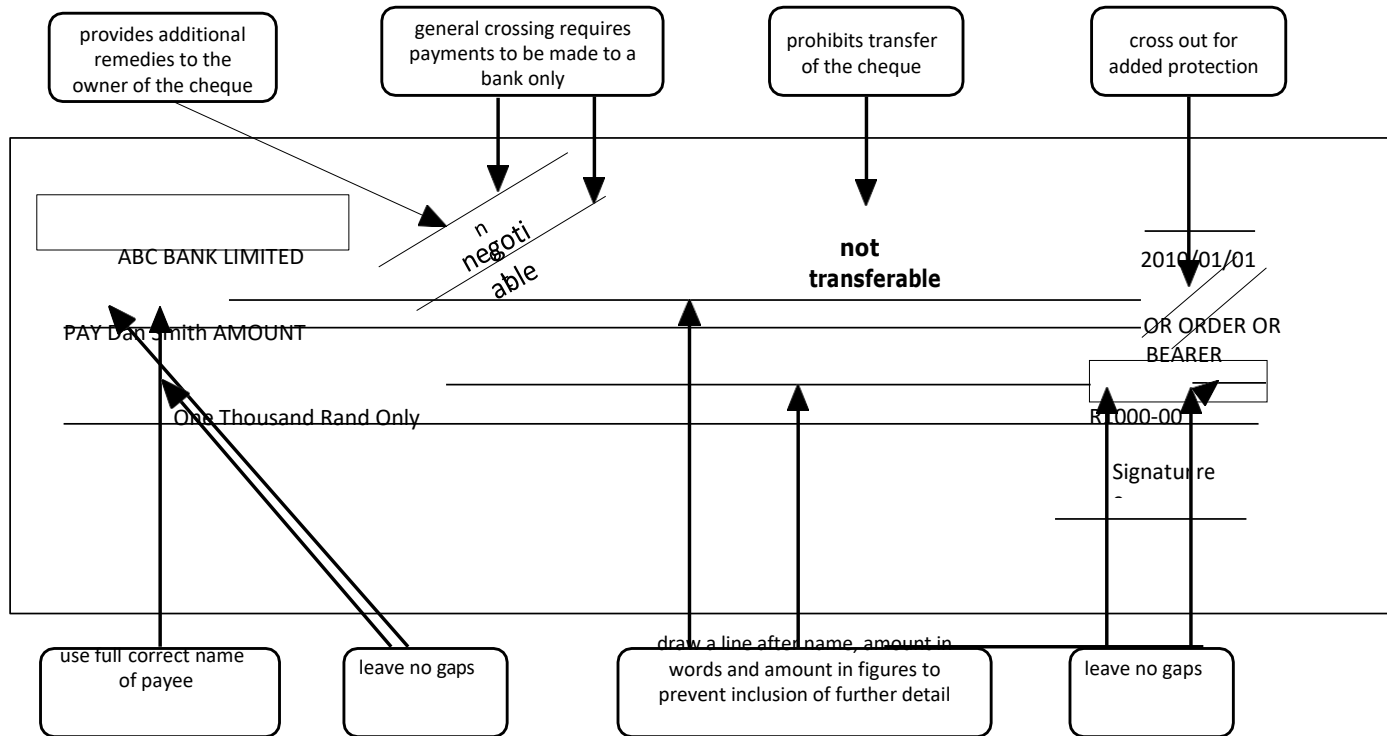 provides additional
remedies to the
owner of the cheque
general crossing requires
payments to be made to a
bank only
prohibits transfer
of the cheque
cross out for
added protection
ABC BANK LIMITED
n
negoti
able
not
transferable
2010/01/01
PAY Dan Smith AMOUNT
OR ORDER OR
BEARER
One Thousand Rand Only
R1000-00
Signature
use full correct name
of payee
leave no gaps
draw a line after name, amount in
words and amount in figures to
prevent inclusion of further detail
leave no gaps